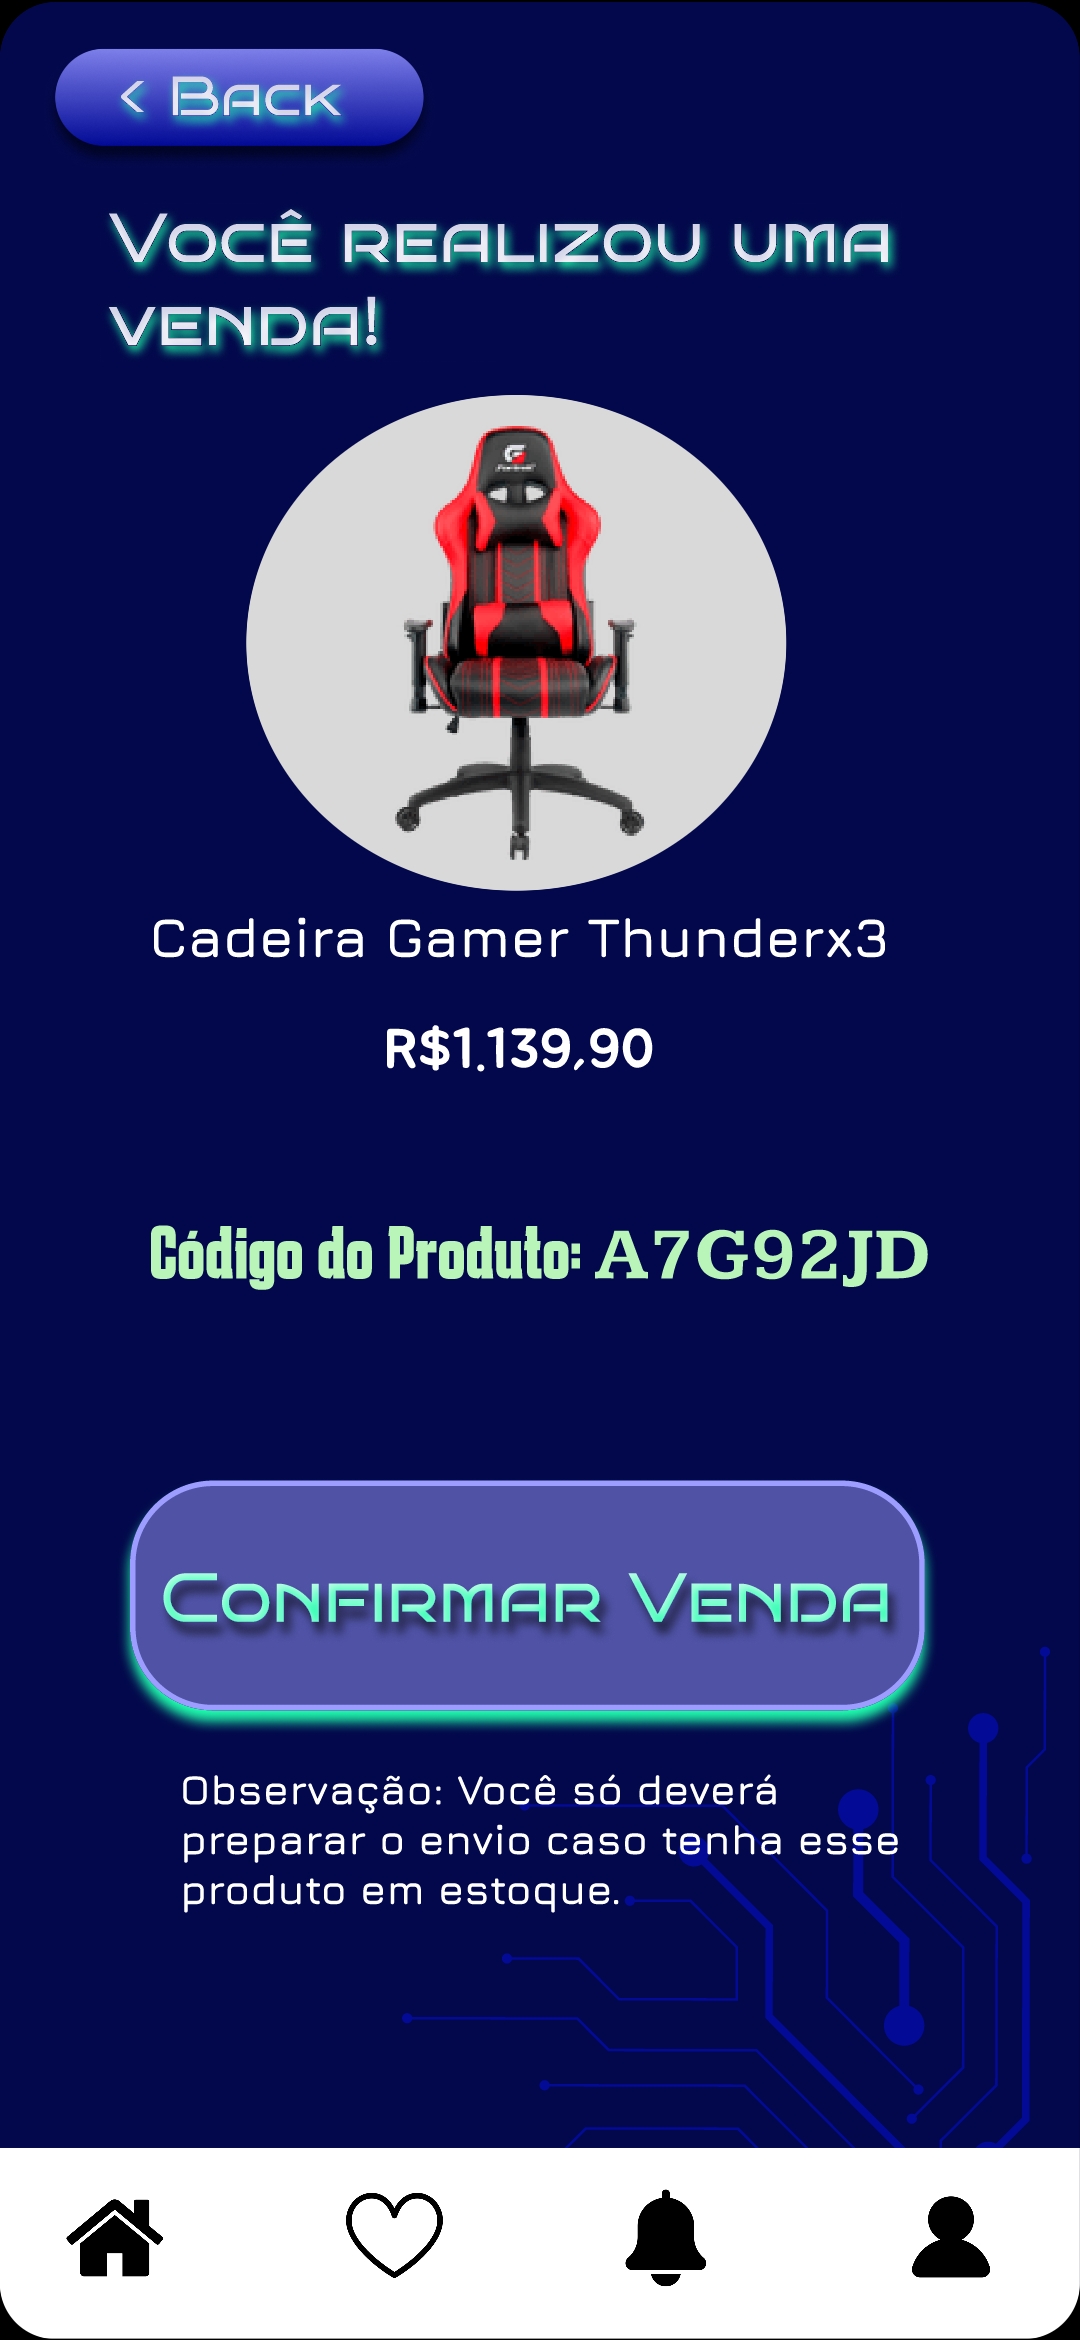 < Back
Você realizou uma
venda!
Cadeira Gamer Thunderx3
R$1.139,90
Código do Produto: A7G92JD
Confirmar Venda
Observação: Você só deverá
preparar o envio caso tenha esse
produto em estoque.